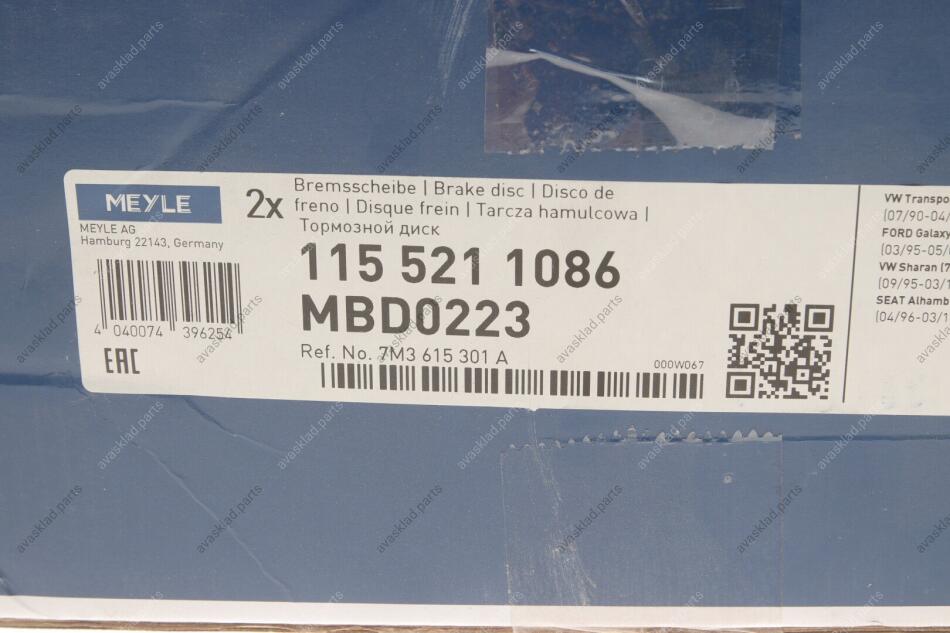 MEYLE
MEYLE AG
Hamburg 22143, Germany
4 040074 396254
EAC
2x
Bremsscheibe | Brake disc | Disco de
freno | Disque frein | Tarcza hamulcowa |
Тормозной диск
115 521 1086
MBD0223
Ref. No. 7M3 615 301 A
000W067
VW Transpo
(07/90-04/
FORD Galaxy
(03/95-05/
VW Sharan (7
(09/95-03/1
SEAT Alhamb
(04/96-03/1
avasklad.parts